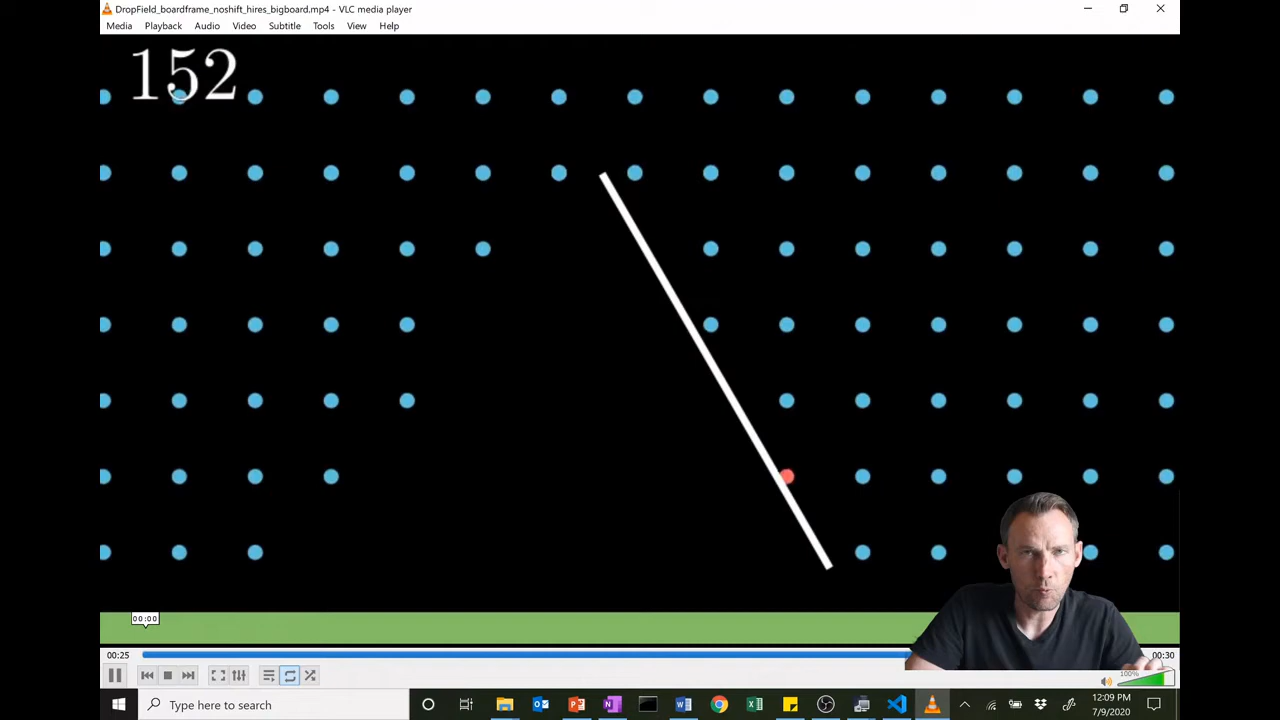 DropField_boardframe_noshift_hires_bigboard.mp4 - VLC media player
Media Playback Audio Video Subtitle Tools View Help
152
00:00
00:25
00:30
100%
Type here to search
12:09 PM
7/9/2020